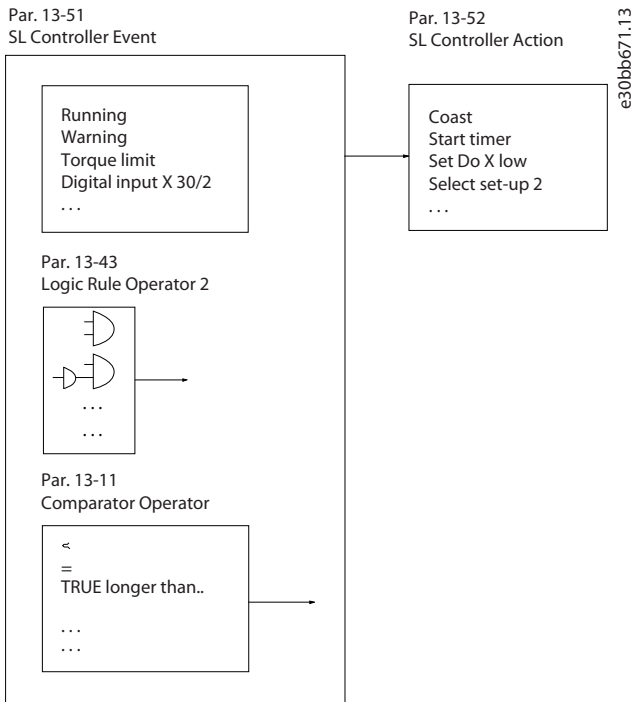 Par. 13-51
SL Controller Event
Par. 13-52
SL Controller Action
e30bb671.13
Running
Warning
Torque limit
Digital input X 30/2
. . .
Coast
Start timer
Set Do X low
Select set-up 2
. . .
Par. 13-43
Logic Rule Operator 2
. . .
. . .
Par. 13-11
Comparator Operator
<
=
TRUE longer than..
. . .
. . .